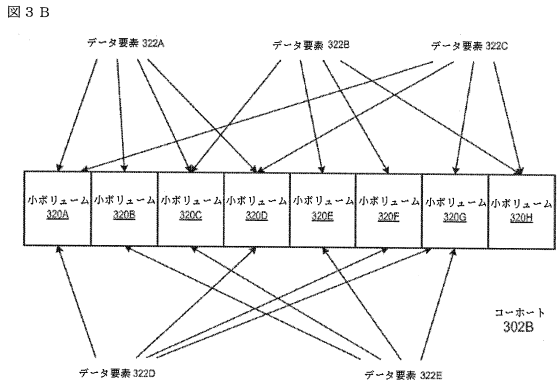 図３Ｂ
データ要素 322A
データ要素 322B
データ要素 322C
小ボリューム 小ボリューム 小ボリューム 小ボリューム 小ボリューム 小ボリューム 小ボリューム 小ボリューム
320A 320B 320C 320D 320E 320F 320G 320H
コーホート
302B
データ要素 322D
データ要素 322E